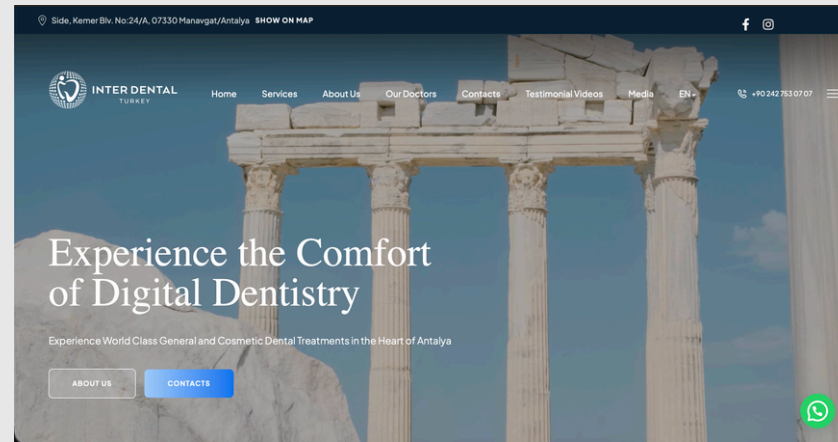 Side, Kemer Blv. No:24/A, 07330 Manavgat/Antalya SHOW ON MAP
INTER DENTAL
TURKEY
Home Services About Us Our Doctors Contacts Testimonial Videos Media EN
+90 242 753 07 07
Experience the Comfort
of Digital Dentistry
Experience World Class General and Cosmetic Dental Treatments in the Heart of Antalya
ABOUT US CONTACTS